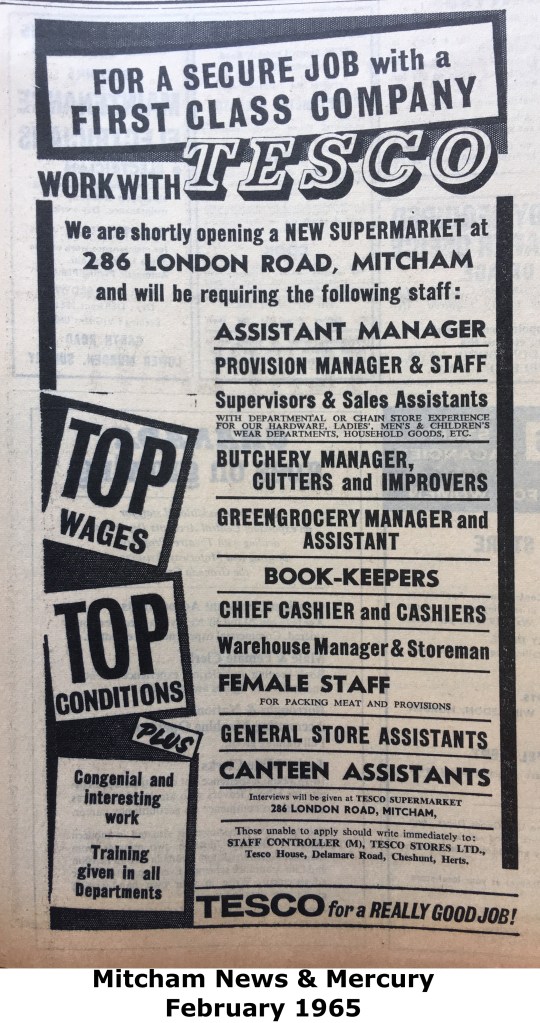 FOR A SECURE JOB with a
FIRST CLASS COMPANY
WORK WITH TESCO
We are shortly opening a NEW SUPERMARKET at
286 LONDON ROAD, MITCHAM
and will be requiring the following staff:
ASSISTANT MANAGER
PROVISION MANAGER & STAFF
Supervisors & Sales Assistants
WITH DEPARTMENTAL OR CHAIN STORE EXPERIENCE
FOR OUR HARDWARE, LADIES', MEN'S & CHILDREN'S
WEAR DEPARTMENTS, HOUSEHOLD GOODS, ETC.
BUTCHERY MANAGER,
CUTTERS and IMPROVERS
GREENGROCERY MANAGER and
ASSISTANT
BOOK-KEEPERS
CHIEF CASHIER and CASHIERS
Warehouse Manager & Storeman
FEMALE STAFF
FOR PACKING MEAT AND PROVISIONS
GENERAL STORE ASSISTANTS
CANTEEN ASSISTANTS
Interviews will be given at TESCO SUPERMARKET
286 LONDON ROAD, MITCHAM,
Those unable to apply should write immediately to:
STAFF CONTROLLER (M), TESCO STORES LTD.,
Tesco House, Delamare Road, Cheshunt, Herts.
TOP
WAGES
TOP
CONDITIONS
PLUS
Congenial and
interesting
work
Training
given in all
Departments
TESCO for a REALLY GOOD JOB!
Mitcham News & Mercury
February 1965